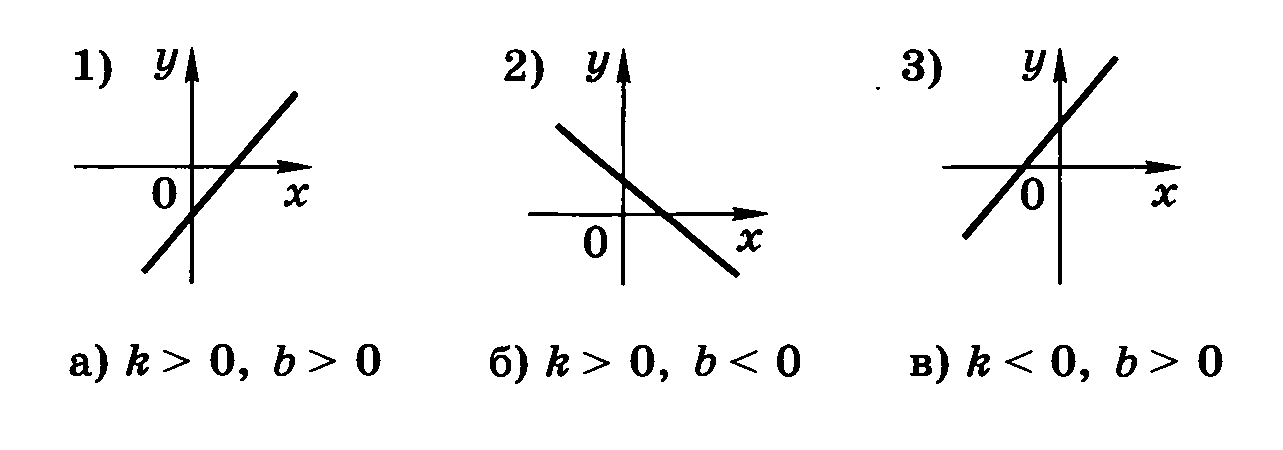 1) y 2) y 3) y
0 x 0 x 0 x
а) k > 0, b > 0 б) k > 0, b < 0 в) k < 0, b > 0